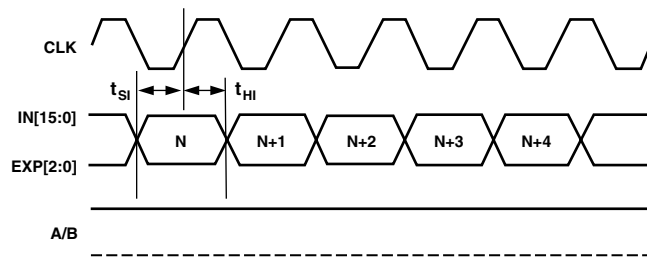 CLK
tSI tHI
IN[15:0]
N N+1 N+2 N+3 N+4
EXP[2:0]
A/B